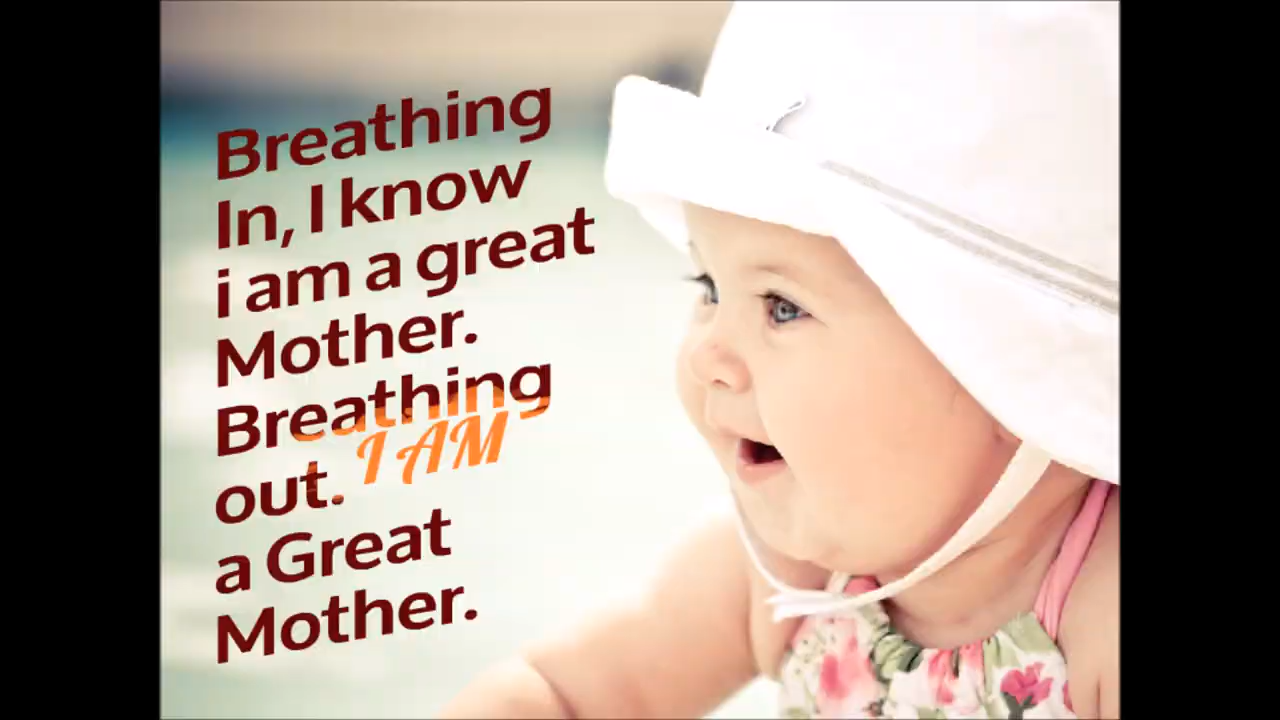 Breathing
In, I know
i am a great
Mother.
Breathing
out. I AM
a Great
Mother.